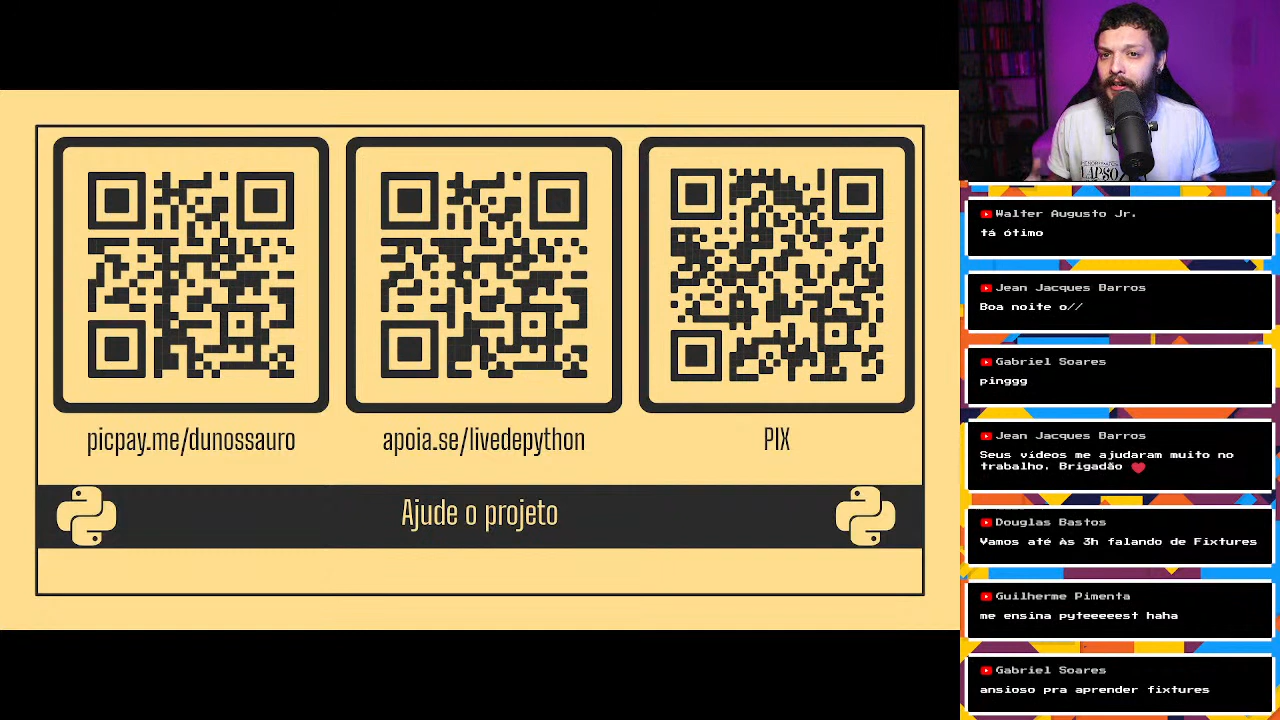 picpay.me/dunossauro
apoia.se/livedepython
PIX
Ajude o projeto
LAPSO
Walter Augusto Jr.
tá ótimo
Jean Jacques Barros
Boa noite o//
Gabriel Soares
pinggg
Jean Jacques Barros
Seus vídeos me ajudaram muito no
trabalho. Brigadão ❤
Douglas Bastos
Vamos até às 3h falando de Fixtures
Guilherme Pimenta
me ensina pyteeeeest haha
Gabriel Soares
ansioso pra aprender fixtures